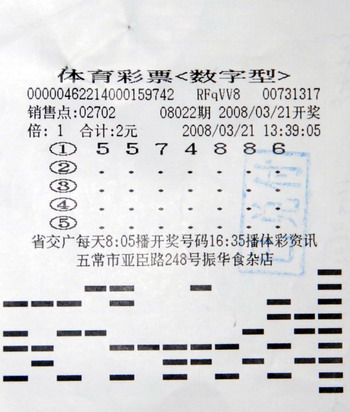 体育彩票<数字型>
00000462214000159742 RFqVV8 00731317
销售点:02702 08022期 2008/03/21开奖
倍: 1 合计:2元 2008/03/21 13:39:05
① 5 5 7 4 8 8 6
② . . . . . . .
③ . . . . . . .
④ . . . . . . .
⑤ . . . . . . .
省交广每天8:05播开奖号码16:35播体彩资讯
五常市亚臣路248号振华食杂店
已兑付